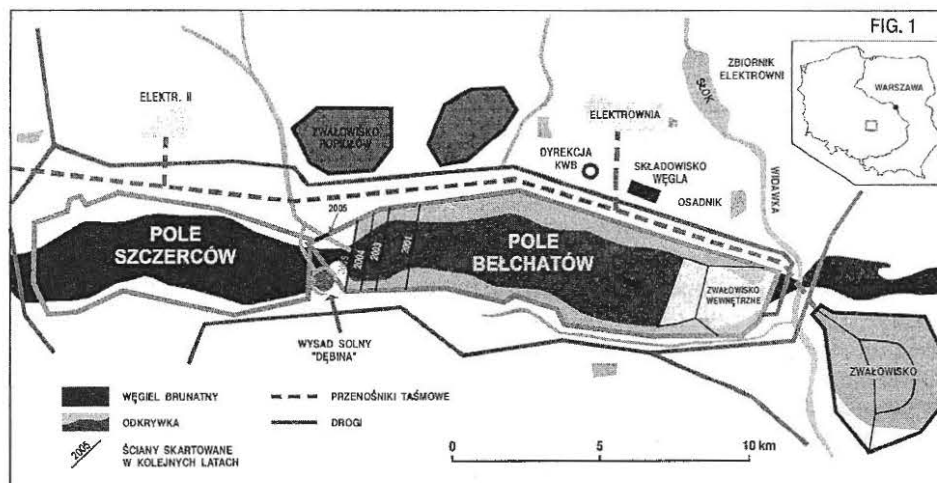 FIG. 1
WARSZAWA
ZBIORNIK
ELEKTROWNI
SŁOK
ELEKTR. II
ZWAŁOWISKO
ELEKTROWNIA
DYREKCJA
KWB
SKŁADOWISKO
WĘGLA
OSADNIK
WIDAWKA
2005
2004
2003
2001
POLE
SZCZERCÓW
POLE
BEŁCHATÓW
ZWAŁOWISKO
WEWNĘTRZNE
WYSAD SOLNY
"DĘBINA"
ZWAŁOWISKO
WĘGIEL BRUNATNY
PRZENOŚNIKI TAŚMOWE
ODKRYWKA
DROGI
2005
ŚCIANY SKARTOWANE
W KOLEJNYCH LATACH
0 5 10 km